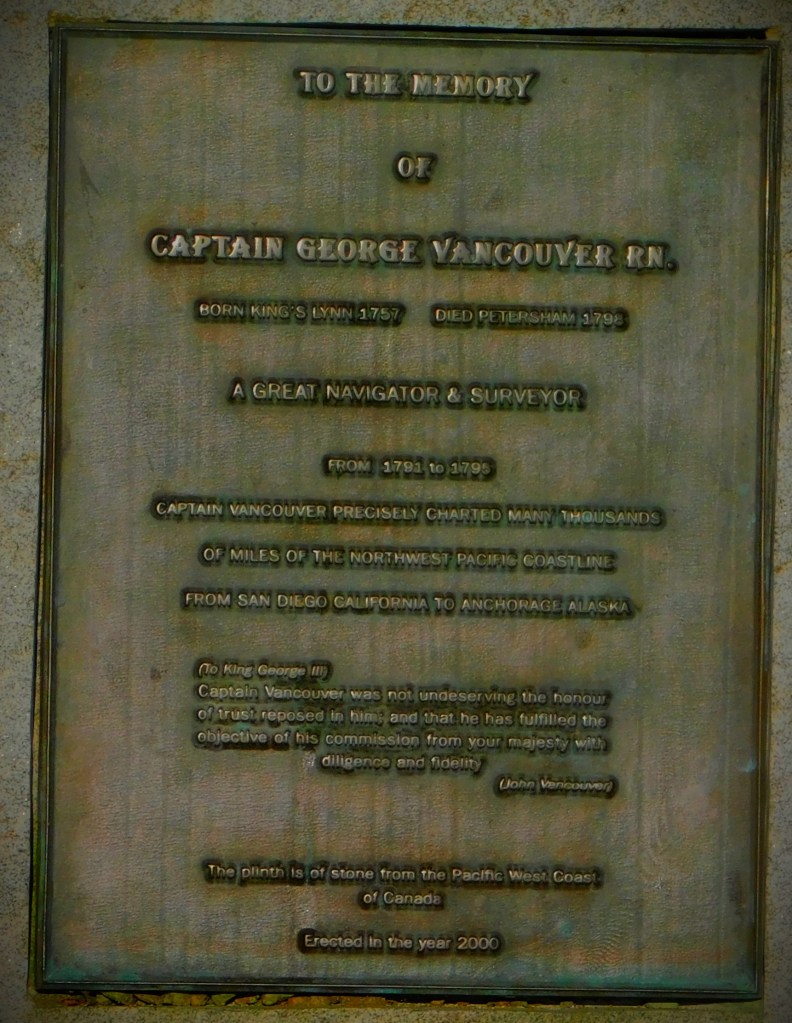 TO THE MEMORY
OF
CAPTAIN GEORGE VANCOUVER RN.
BORN KING'S LYNN 1757 DIED PETERSHAM 1798
A GREAT NAVIGATOR & SURVEYOR
FROM 1791 to 1795
CAPTAIN VANCOUVER PRECISELY CHARTED MANY THOUSANDS
OF MILES OF THE NORTHWEST PACIFIC COASTLINE
FROM SAN DIEGO CALIFORNIA TO ANCHORAGE ALASKA
(To King George III)
Captain Vancouver was not undeserving the honour
of trust reposed in him; and that he has fulfilled the
objective of his commission from your majesty with
diligence and fidelity
(John Vancouver)
The plinth is of stone from the Pacific West Coast
of Canada
Erected in the year 2000